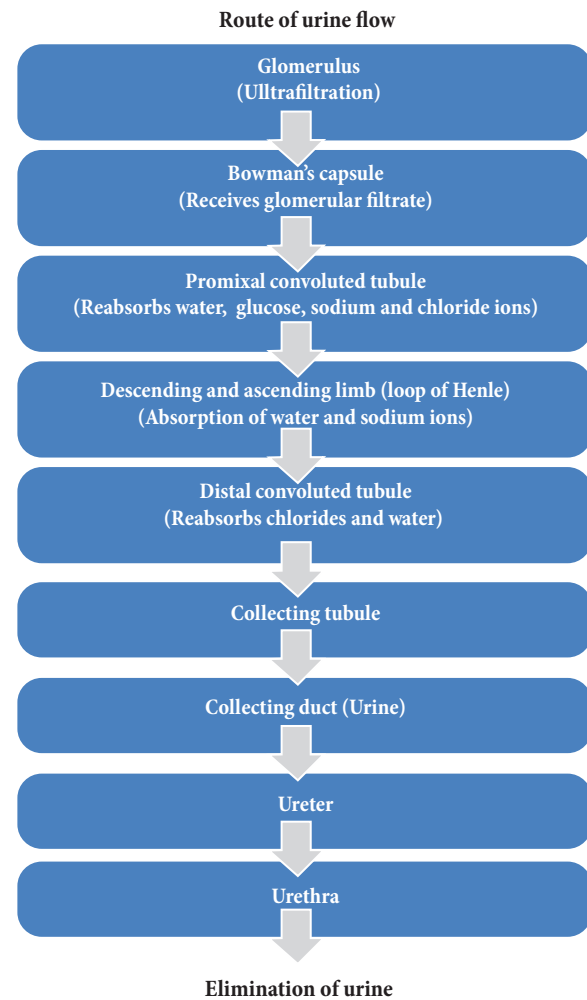 Route of urine flow
Glomerulus
(Ulltrafiltration)
Bowman's capsule
(Receives glomerular filtrate)
Promixal convoluted tubule
(Reabsorbs water, glucose, sodium and chloride ions)
Descending and ascending limb (loop of Henle)
(Absorption of water and sodium ions)
Distal convoluted tubule
(Reabsorbs chlorides and water)
Collecting tubule
Collecting duct (Urine)
Ureter
Urethra
Elimination of urine